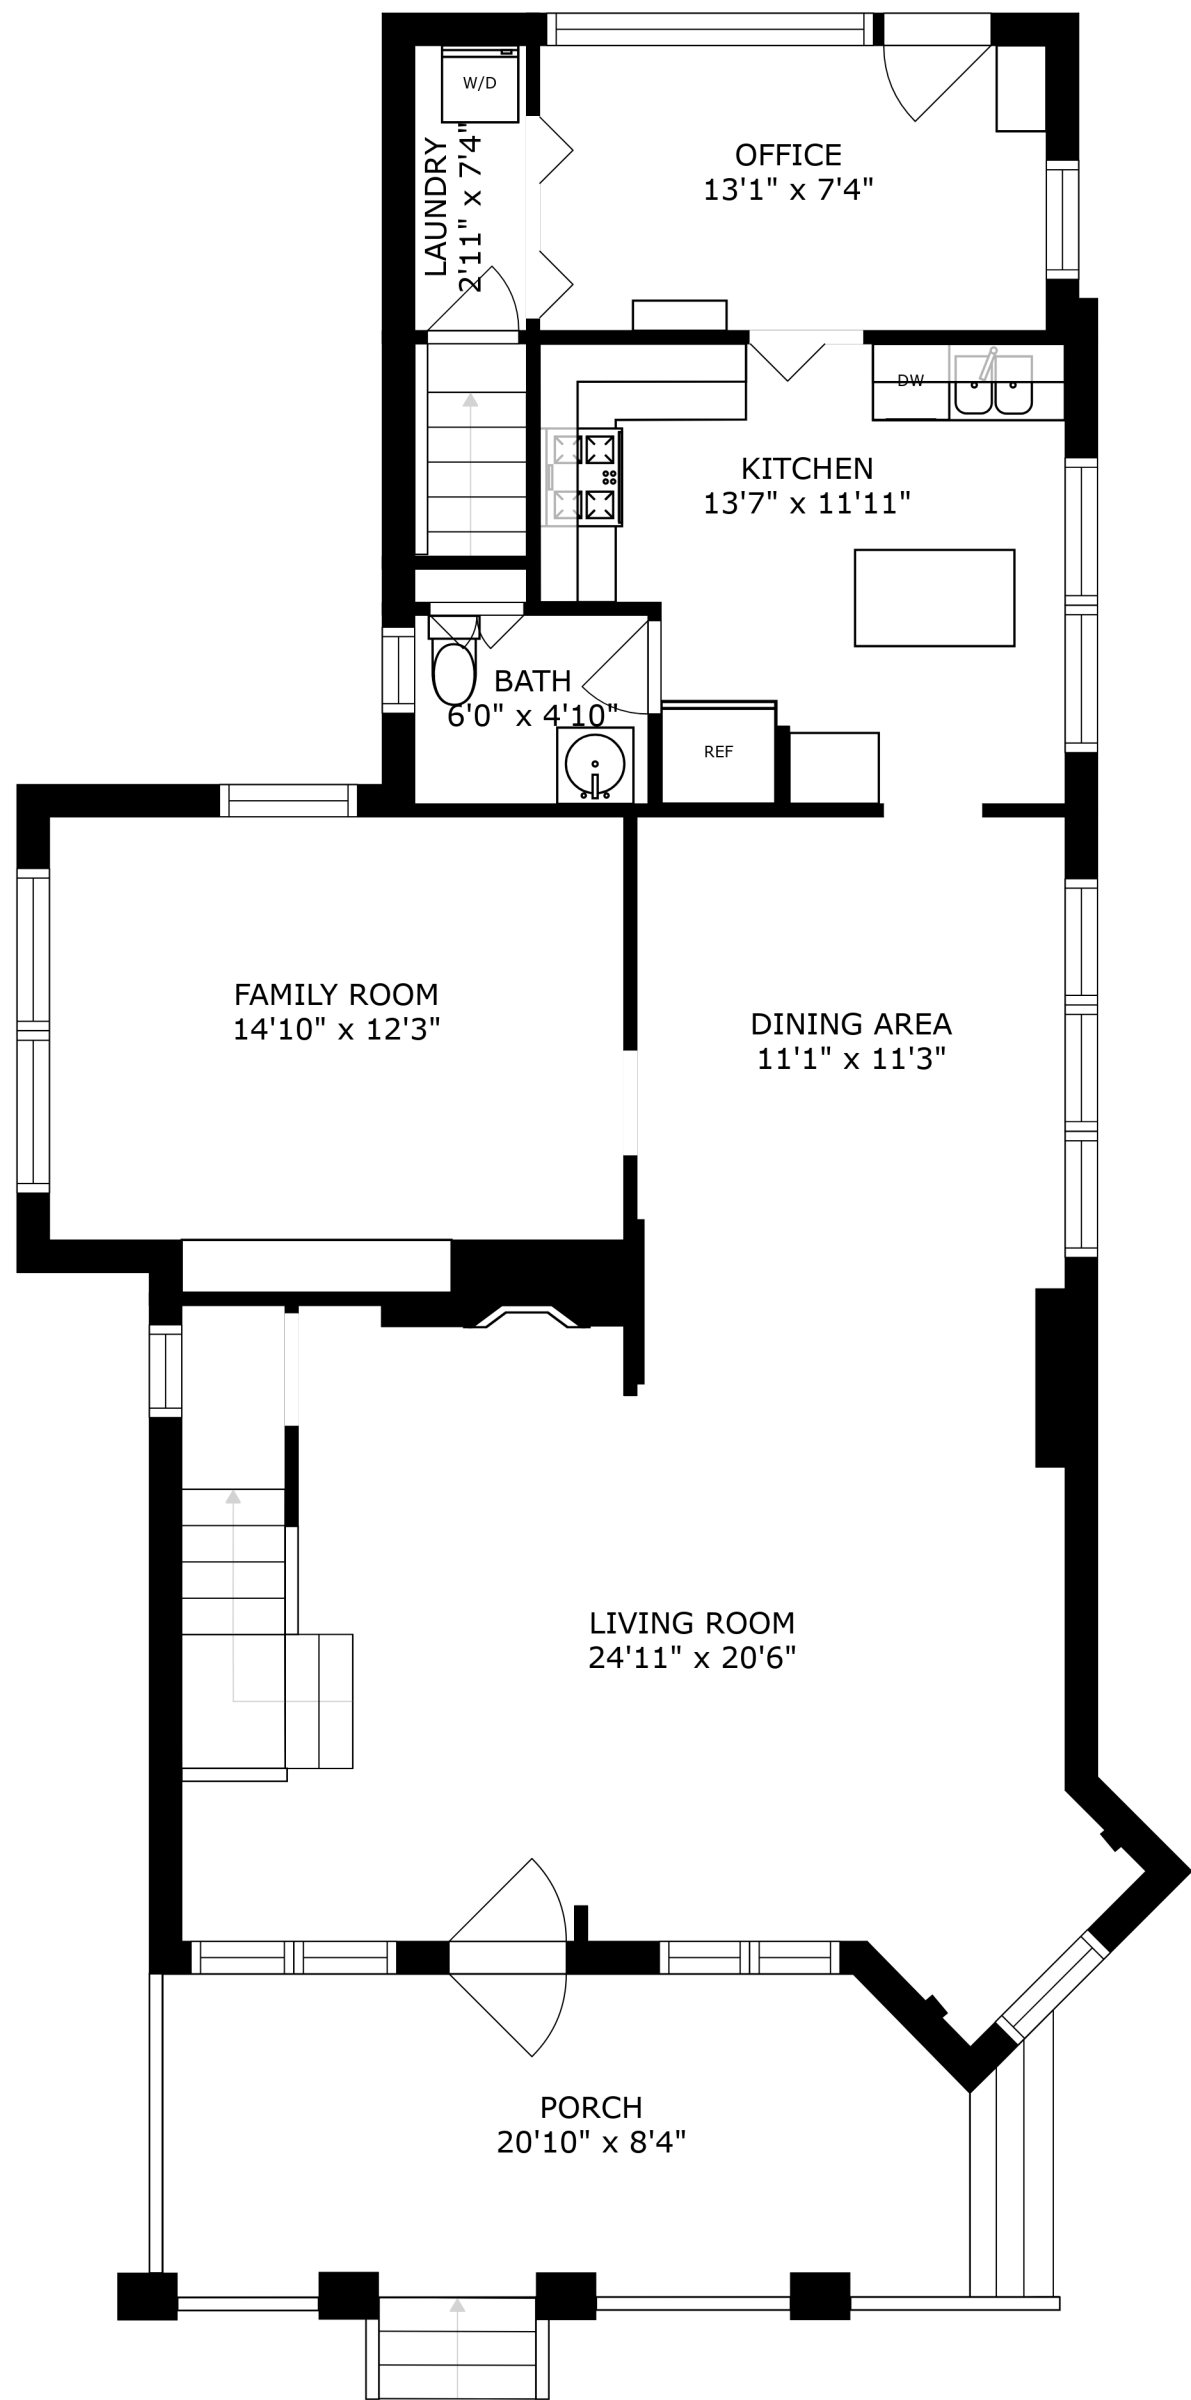 W/D
LAUNDRY
2'11" x 7'4"
OFFICE
13'1" x 7'4"
DW
KITCHEN
13'7" x 11'11"
BATH
6'0" x 4'10"
REF
FAMILY ROOM
14'10" x 12'3"
DINING AREA
11'1" x 11'3"
LIVING ROOM
24'11" x 20'6"
PORCH
20'10" x 8'4"